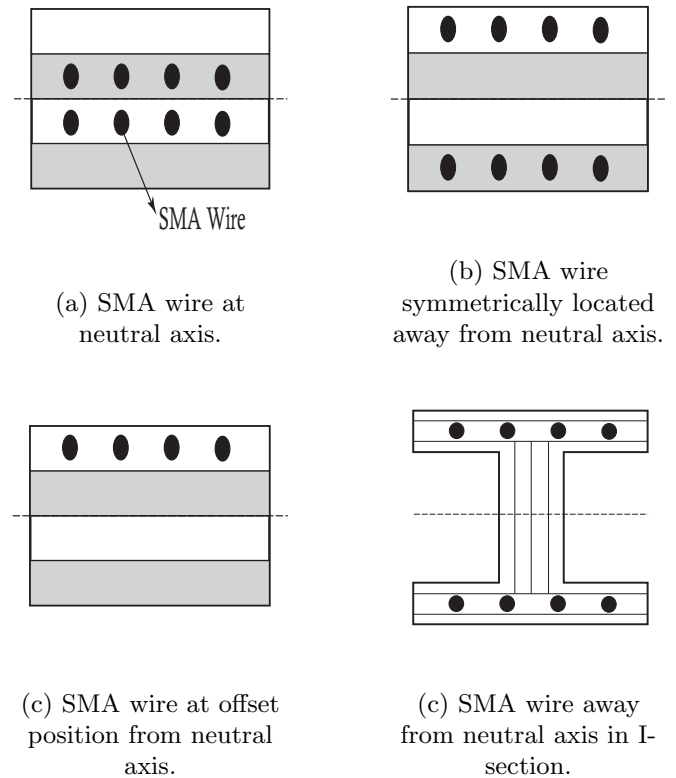 SMA Wire
(a) SMA wire at
neutral axis.
(b) SMA wire
symmetrically located
away from neutral axis.
(c) SMA wire at offset
position from neutral
axis.
(c) SMA wire away
from neutral axis in I-
section.